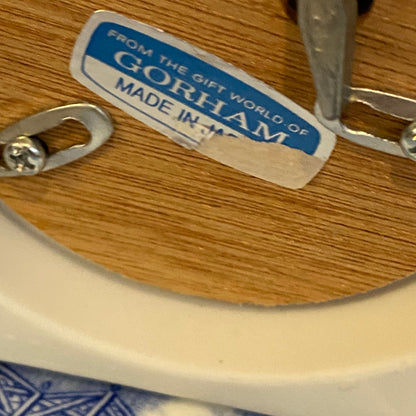 FROM THE GIFT WORLD OF
GORHAM
MADE IN